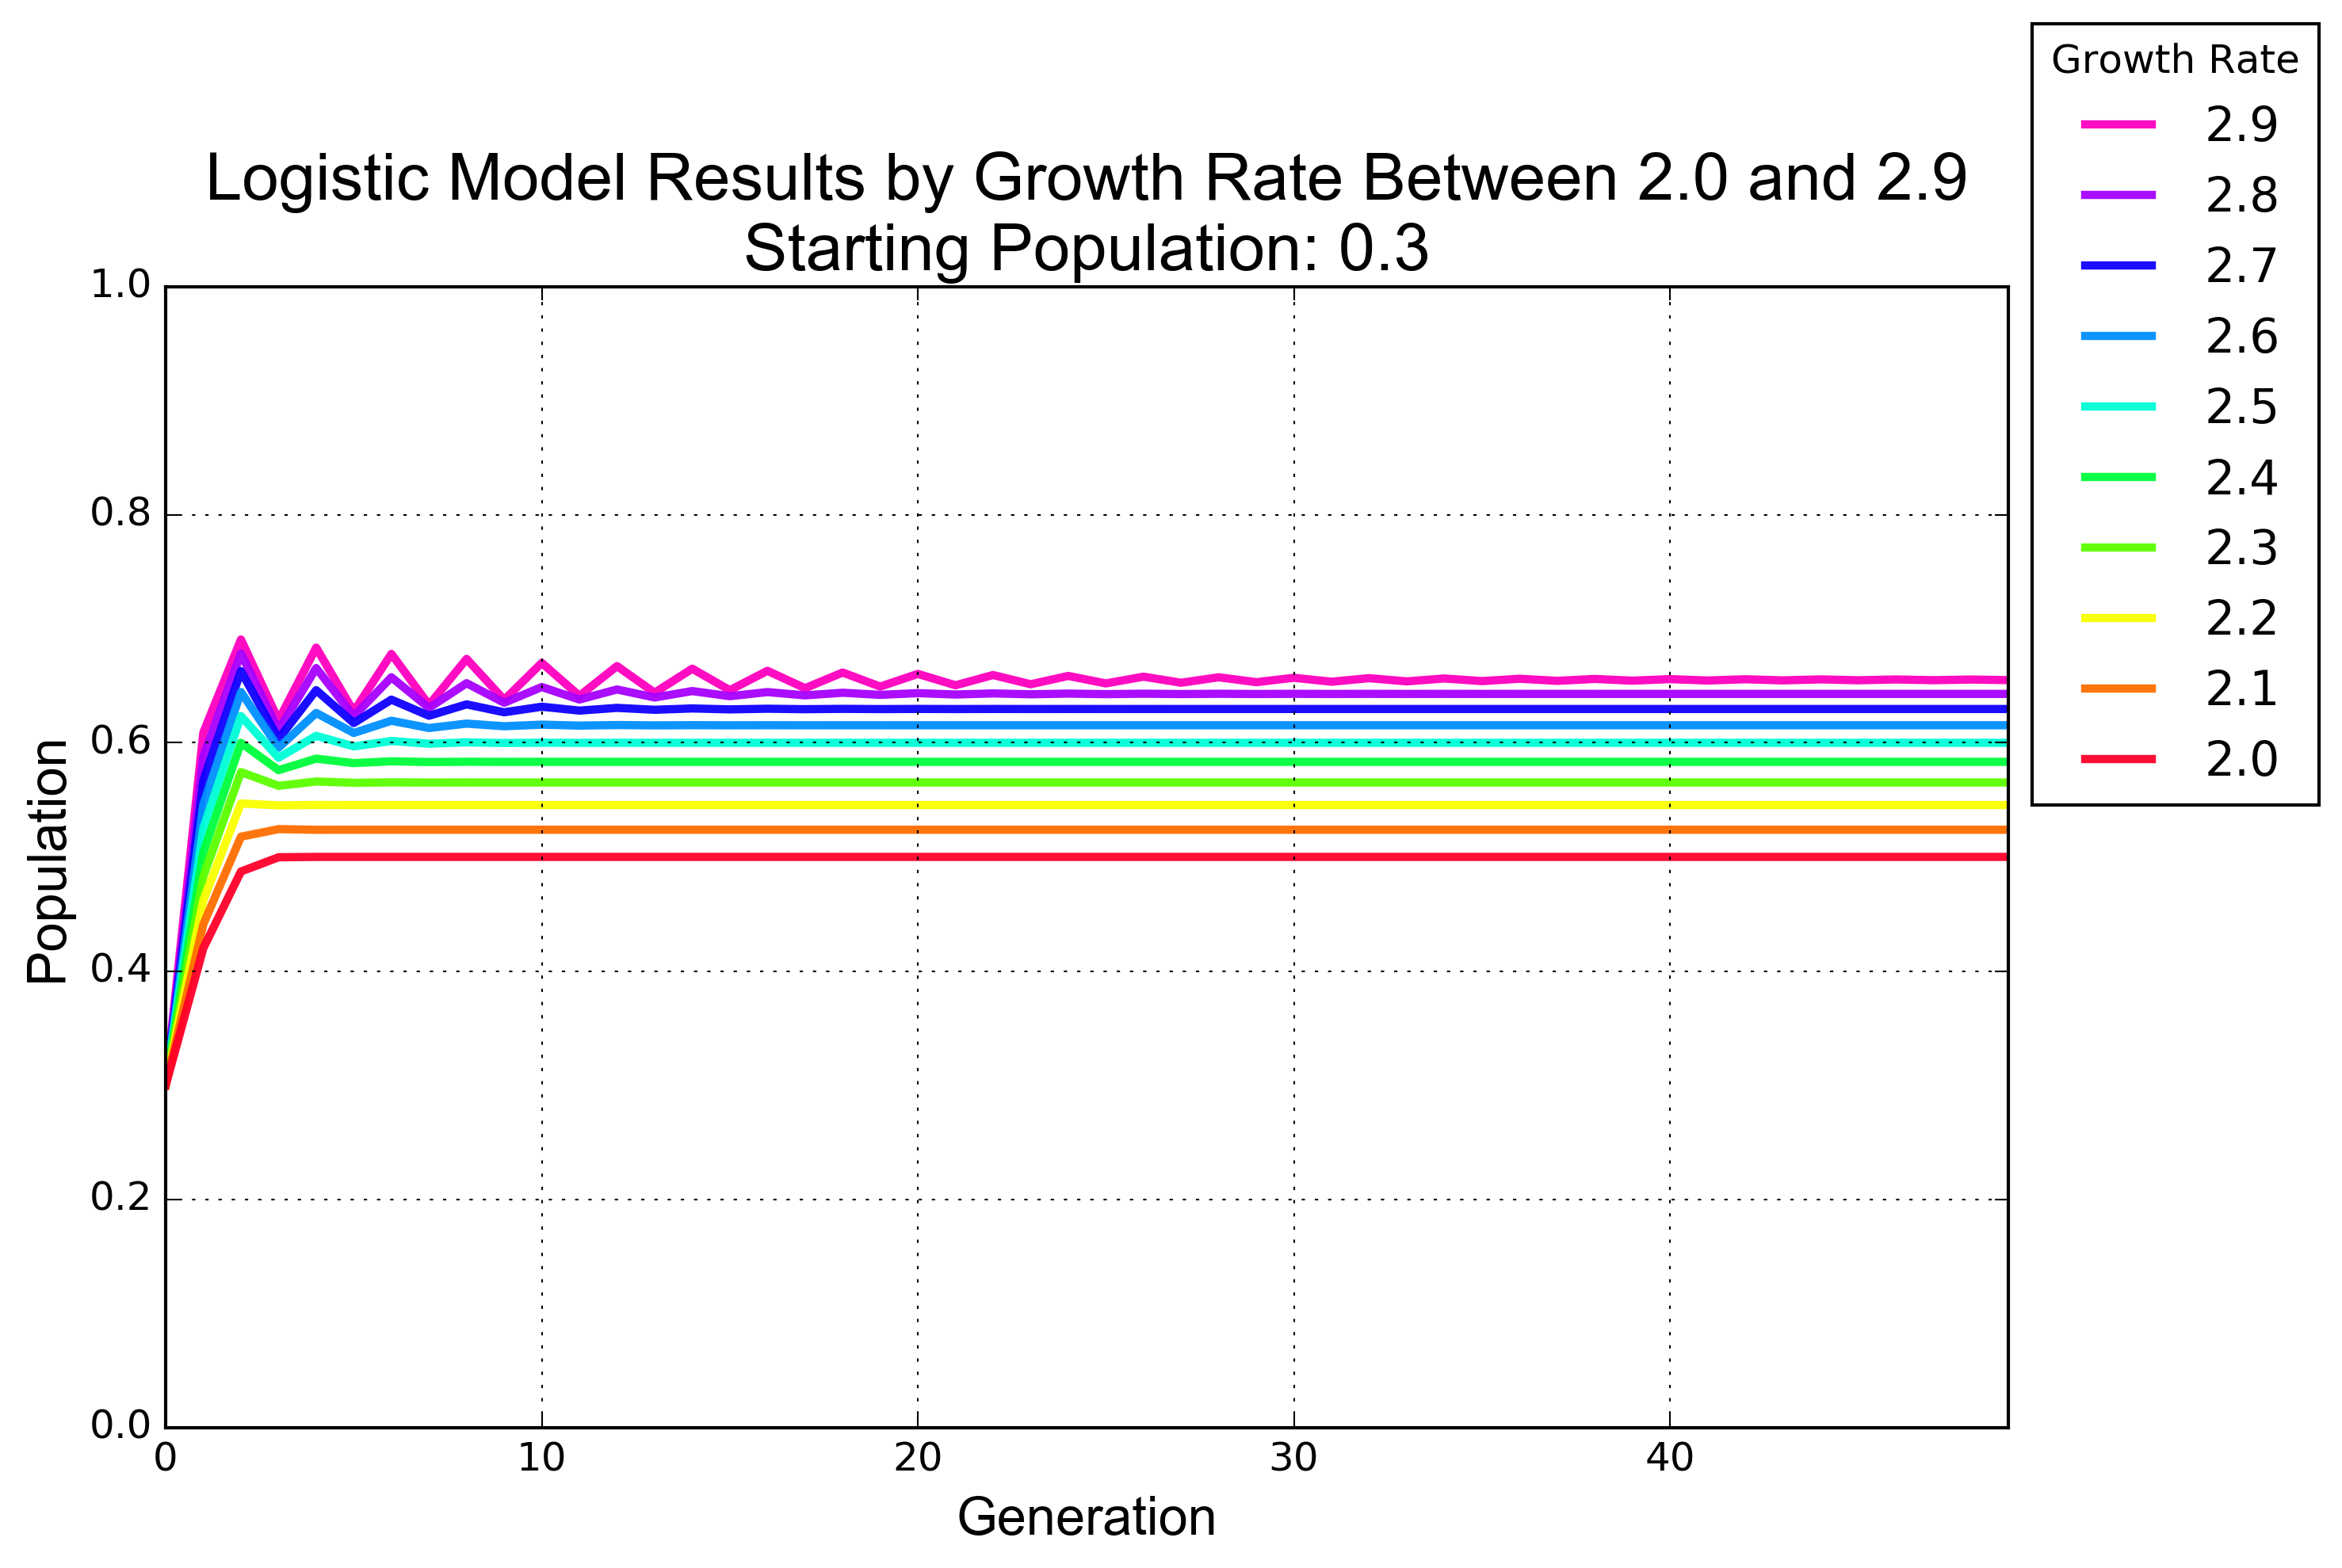 Logistic Model Results by Growth Rate Between 2.0 and 2.9
Starting Population: 0.3
Growth Rate
2.9
2.8
2.7
2.6
2.5
2.4
2.3
2.2
2.1
2.0
Population
1.0
0.8
0.6
0.4
0.2
0.0
0 10 20 30 40
Generation